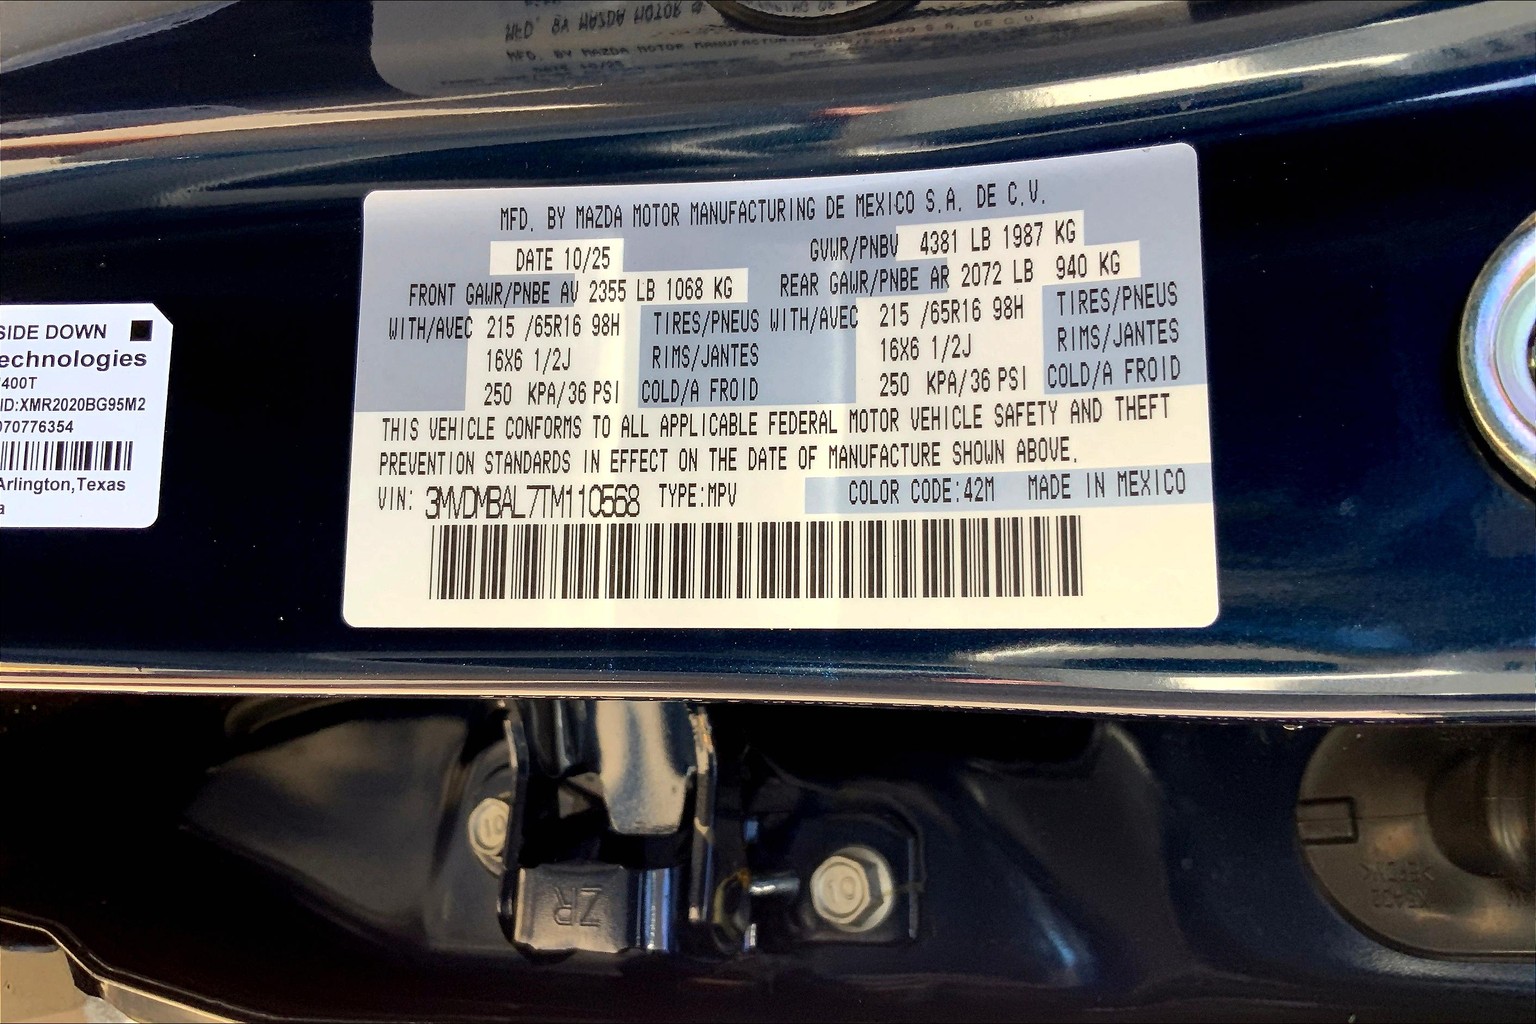 MFD. BY MAZDA MOTOR MANUFACTURING DE MEXICO S.A. DE C.V.
DATE 10/25 GVWR/PNBV 4381 LB 1987 KG
FRONT GAWR/PNBE AV 2355 LB 1068 KG REAR GAWR/PNBE AR 2072 LB 940 KG
WITH/AVEC 215 /65R16 98H TIRES/PNEUS WITH/AVEC 215 /65R16 98H TIRES/PNEUS
16X6 1/2J RIMS/JANTES 16X6 1/2J RIMS/JANTES
250 KPA/36 PSI COLD/A FROID 250 KPA/36 PSI COLD/A FROID
THIS VEHICLE CONFORMS TO ALL APPLICABLE FEDERAL MOTOR VEHICLE SAFETY AND THEFT
PREVENTION STANDARDS IN EFFECT ON THE DATE OF MANUFACTURE SHOWN ABOVE.
VIN: 3MVDMBAL7TM110568 TYPE:MPV COLOR CODE:42M MADE IN MEXICO
SIDE DOWN
echnologies
400T
ID:XMR2020BG95M2
070776354
Arlington,Texas
a
10
10
ZR